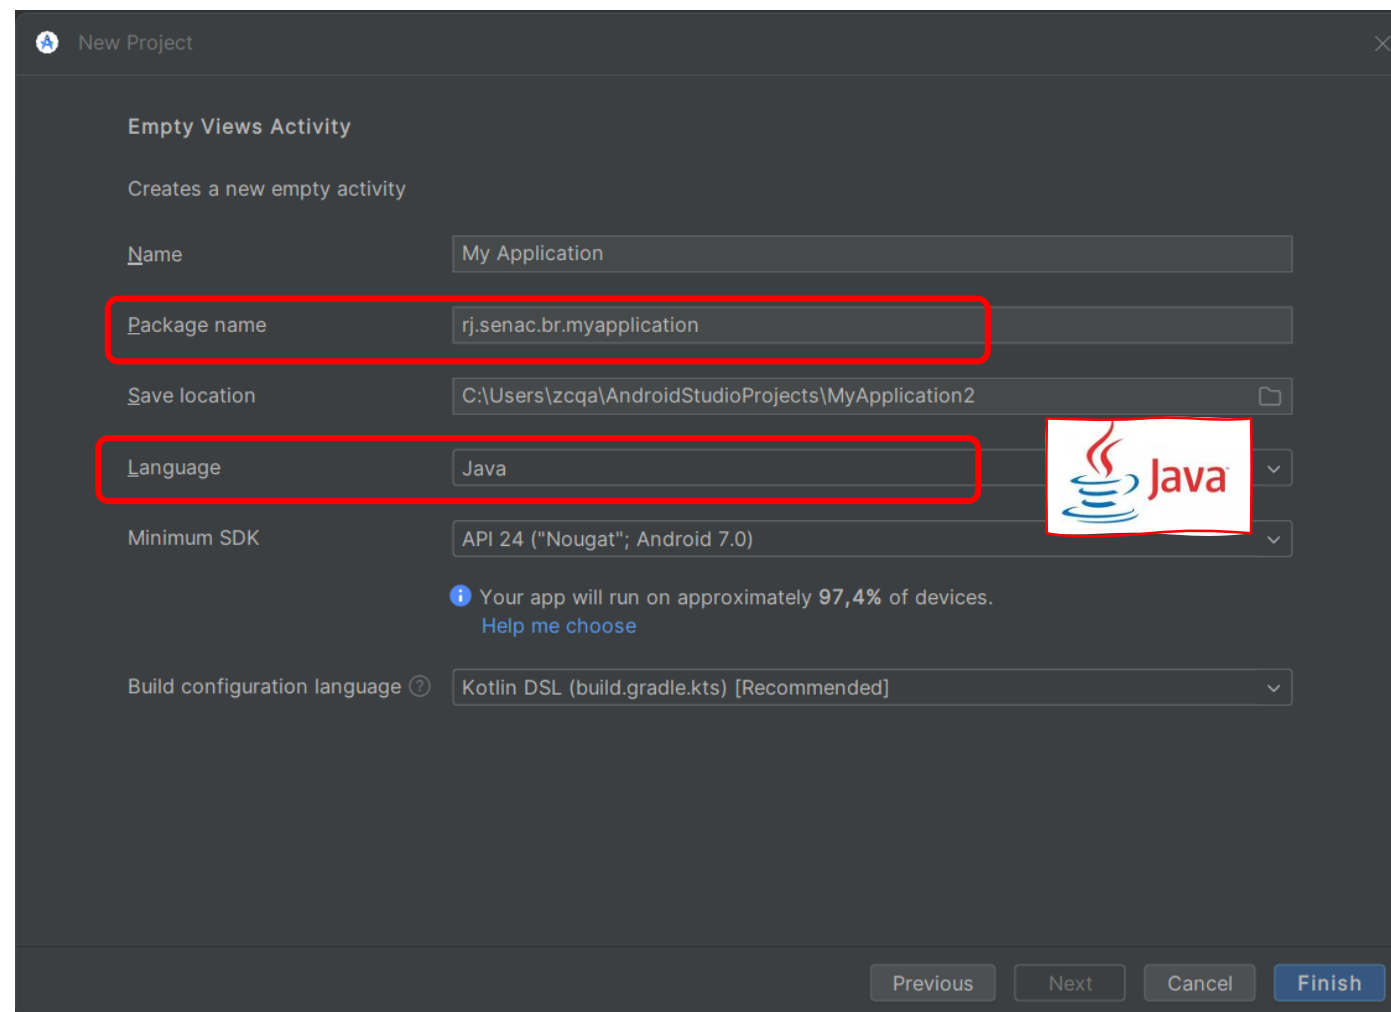 New Project
Empty Views Activity
Creates a new empty activity
Name My Application
Package name rj.senac.br.myapplication
Save location C:\Users\zcqa\AndroidStudioProjects\MyApplication2
Language Java
Java
Minimum SDK API 24 ("Nougat"; Android 7.0)
Your app will run on approximately 97,4% of devices.
Help me choose
Build configuration language ? Kotlin DSL (build.gradle.kts) [Recommended]
Previous Next Cancel Finish